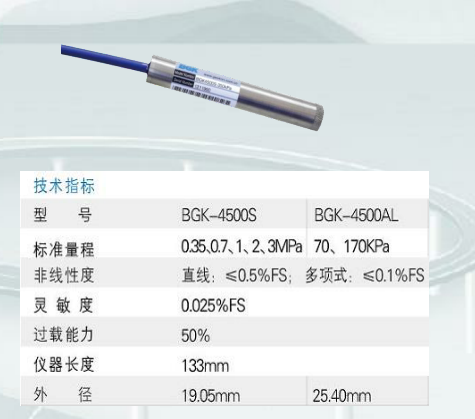 BGK
技术指标
型 号 BGK-4500S BGK-4500AL
标准量程 0.35、0.7、1、2、3MPa 70、170KPa
非线性度 直线：≤0.5%FS； 多项式：≤0.1%FS
灵 敏 度 0.025%FS
过载能力 50%
仪器长度 133mm
外 径 19.05mm 25.40mm